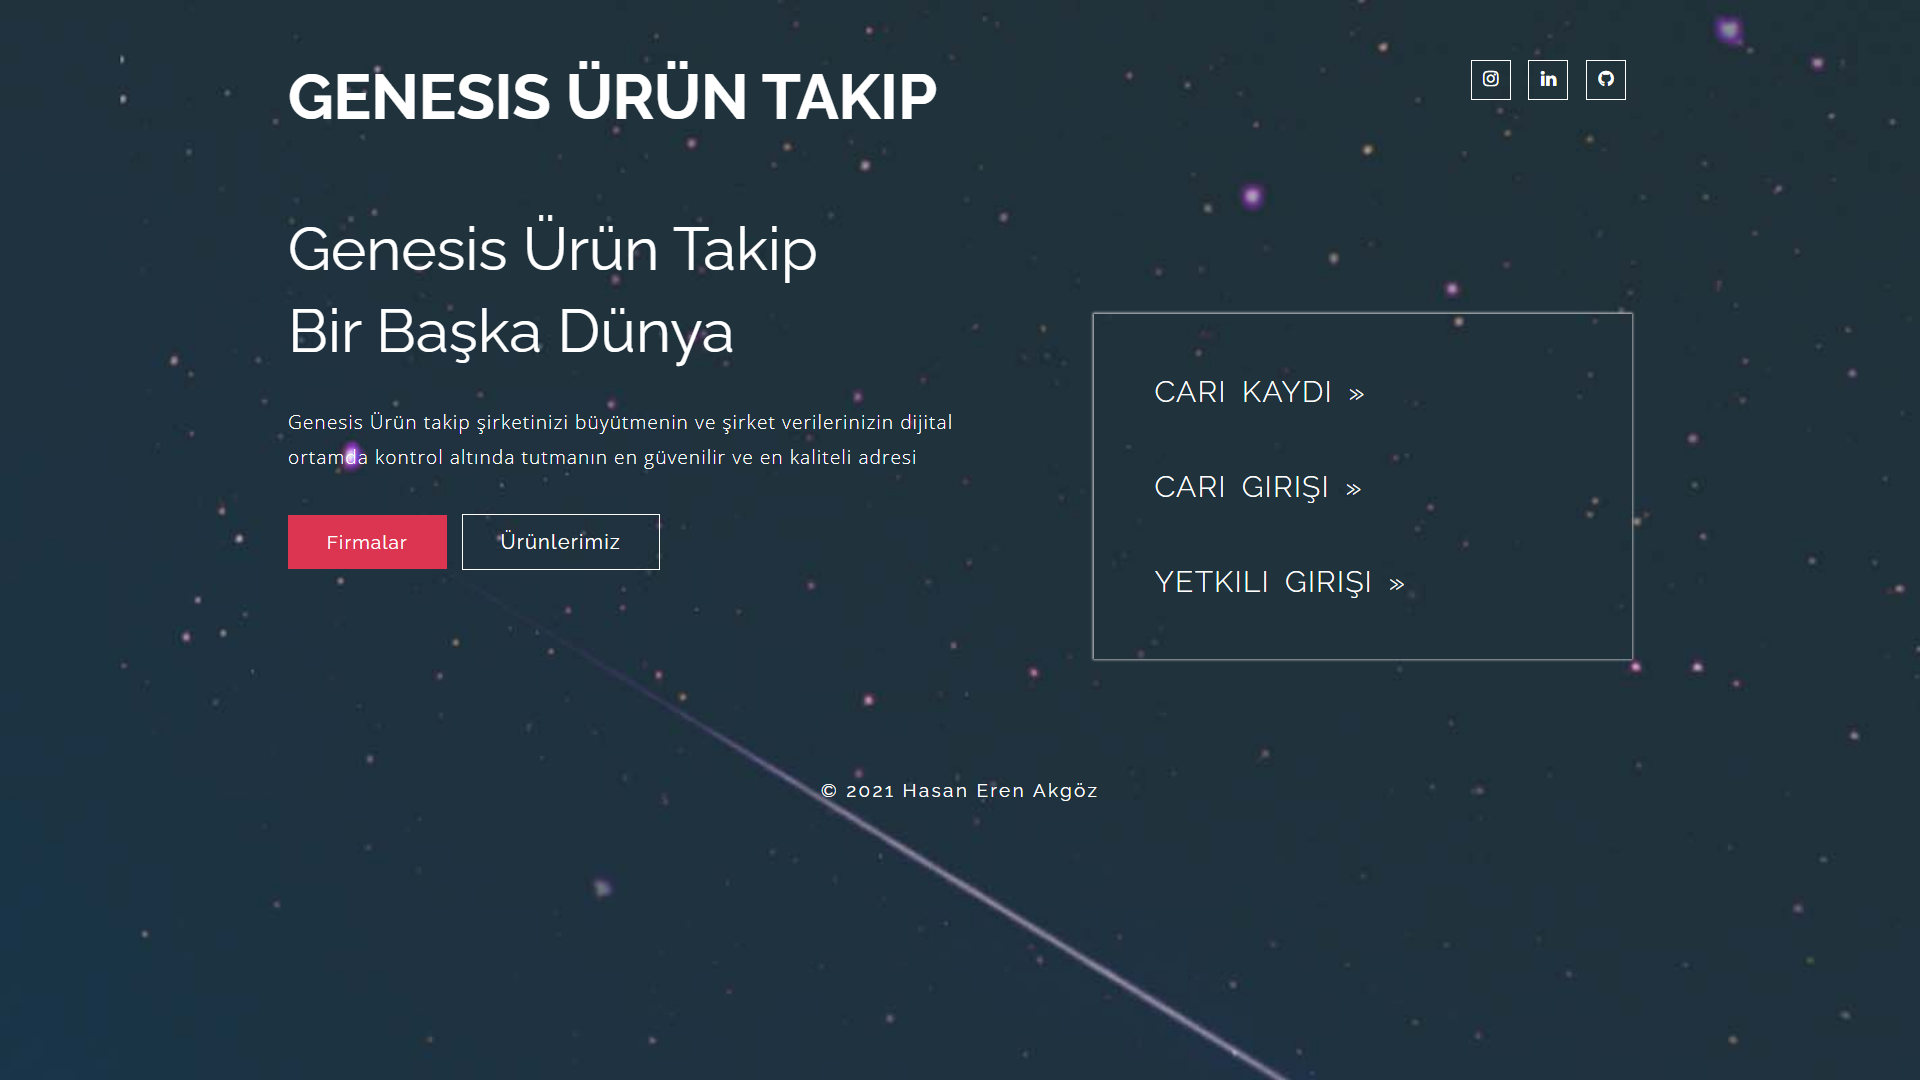 GENESIS ÜRÜN TAKIP
Genesis Ürün Takip
Bir Başka Dünya
Genesis Ürün takip şirketinizi büyütmenin ve şirket verilerinizin dijital
ortamda kontrol altında tutmanın en güvenilir ve en kaliteli adresi
Firmalar
Ürünlerimiz
CARI KAYDI »
CARI GIRIŞI »
YETKILI GIRIŞI »
© 2021 Hasan Eren Akgöz